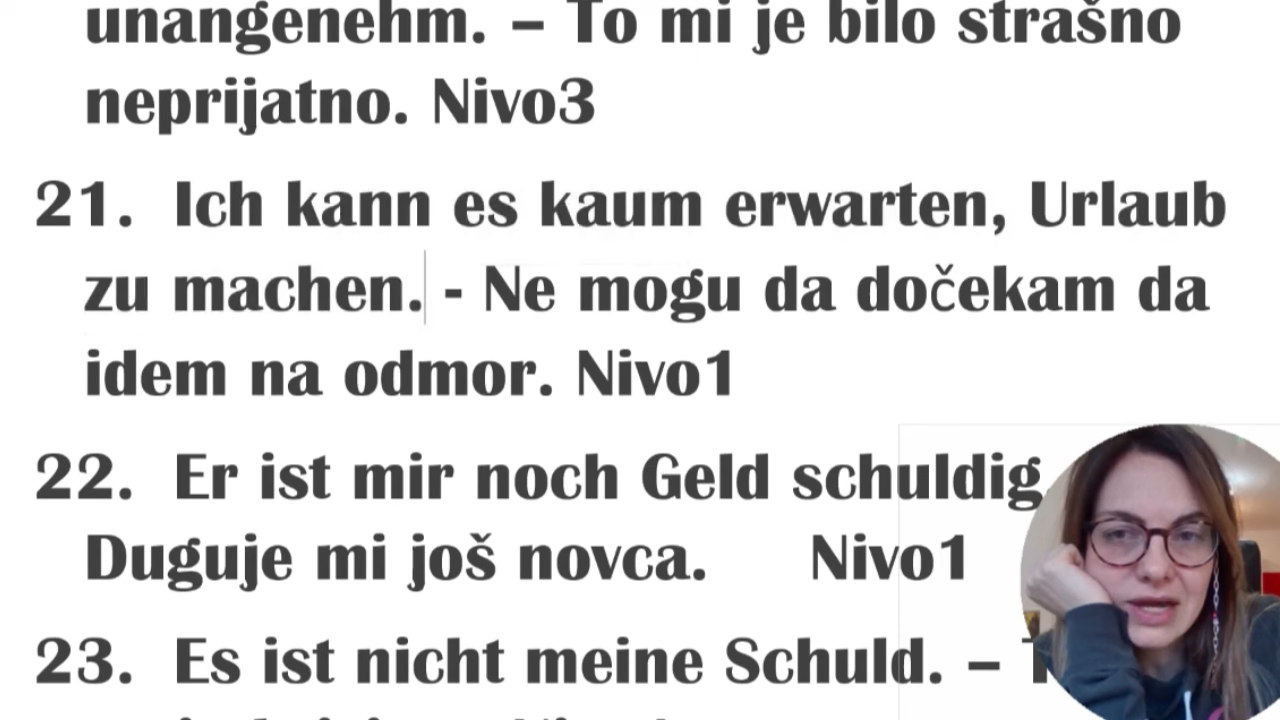 unangenehm. – To mi je bilo strašno
neprijatno. Nivo3
21. Ich kann es kaum erwarten, Urlaub
zu machen. - Ne mogu da dočekam da
idem na odmor. Nivo1
22. Er ist mir noch Geld schuldig
Duguje mi još novca. Nivo1
23. Es ist nicht meine Schuld. –